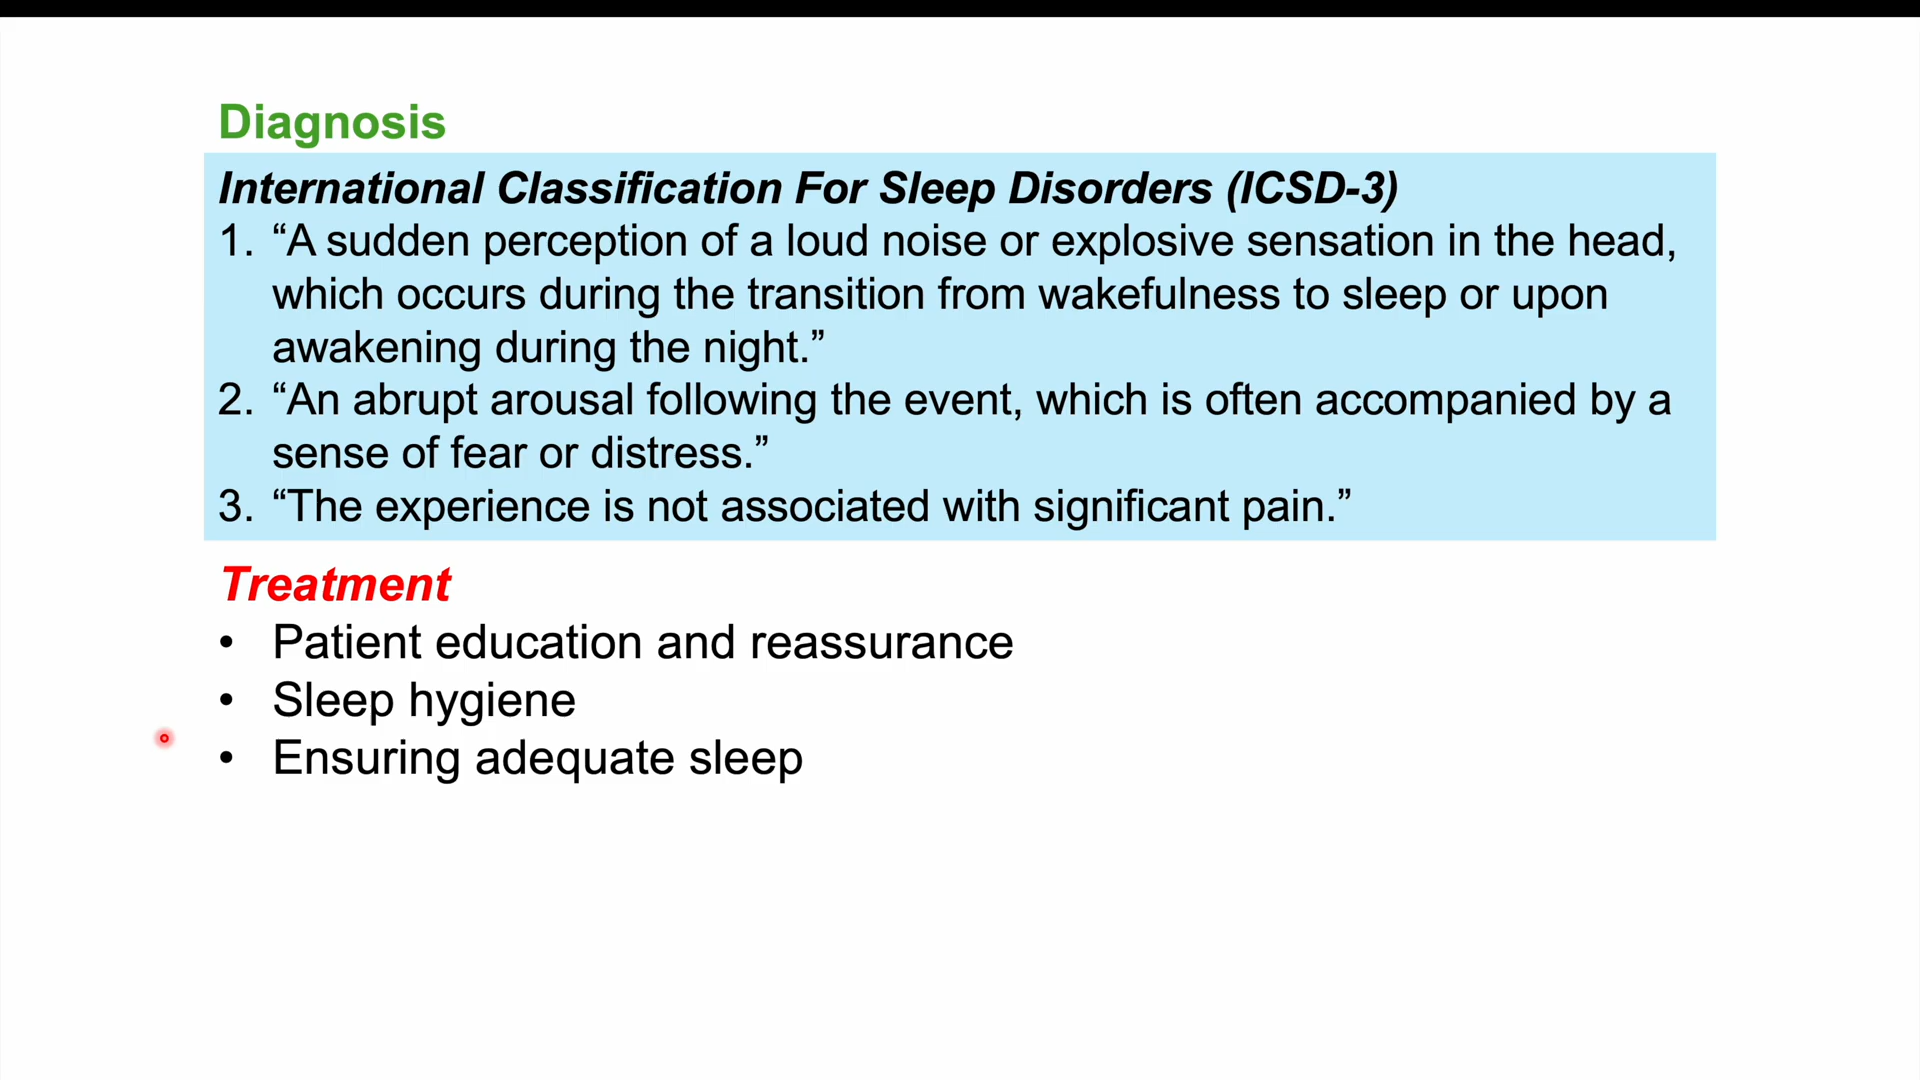 Diagnosis
International Classification For Sleep Disorders (ICSD-3)
1. “A sudden perception of a loud noise or explosive sensation in the head,
which occurs during the transition from wakefulness to sleep or upon
awakening during the night.”
2. “An abrupt arousal following the event, which is often accompanied by a
sense of fear or distress.”
3. “The experience is not associated with significant pain.”
Treatment
• Patient education and reassurance
• Sleep hygiene
• Ensuring adequate sleep